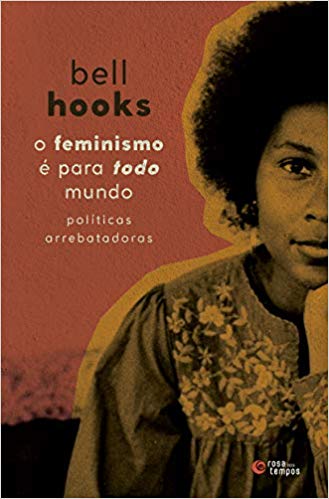 bell
hooks
o feminismo
é para todo
mundo
políticas
arrebatadoras
rosa dos
tempos